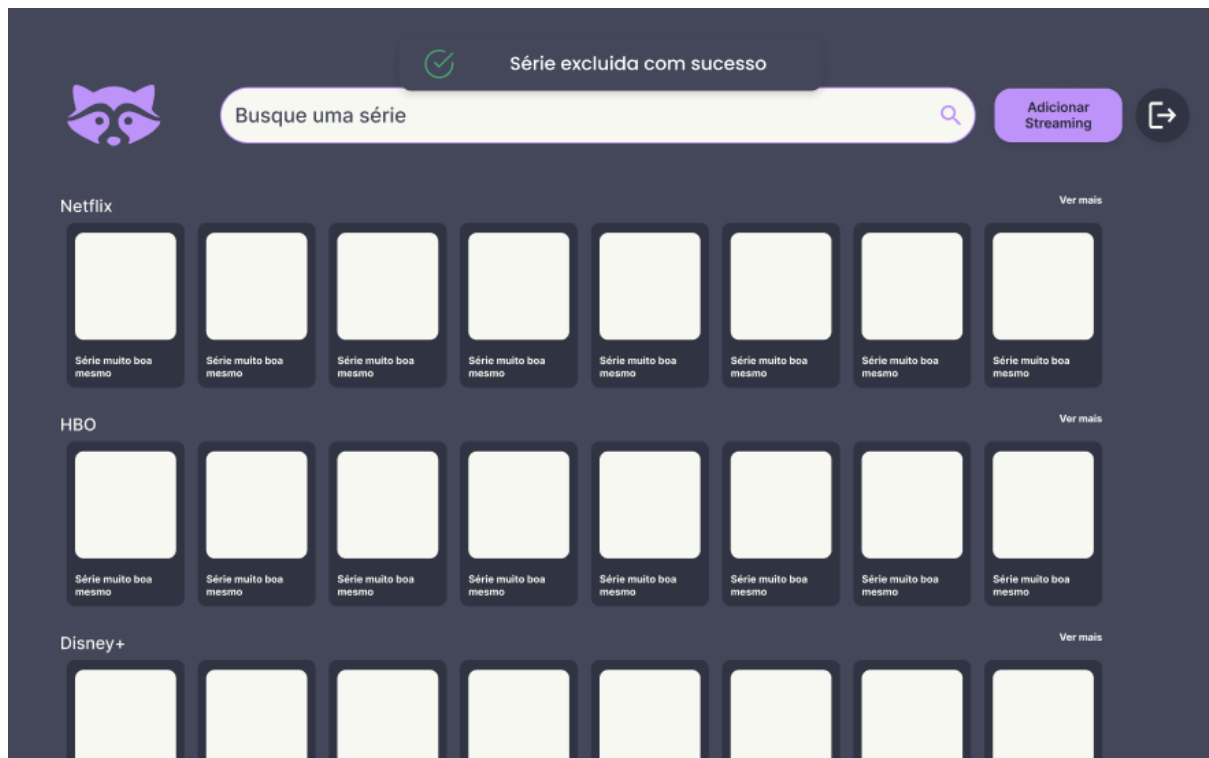 Série excluida com sucesso
Busque uma série
Adicionar
Streaming
Netflix
Ver mais
Série muito boa
mesmo
Série muito boa
mesmo
Série muito boa
mesmo
Série muito boa
mesmo
Série muito boa
mesmo
Série muito boa
mesmo
Série muito boa
mesmo
Série muito boa
mesmo
HBO
Ver mais
Série muito boa
mesmo
Série muito boa
mesmo
Série muito boa
mesmo
Série muito boa
mesmo
Série muito boa
mesmo
Série muito boa
mesmo
Série muito boa
mesmo
Série muito boa
mesmo
Disney+
Ver mais